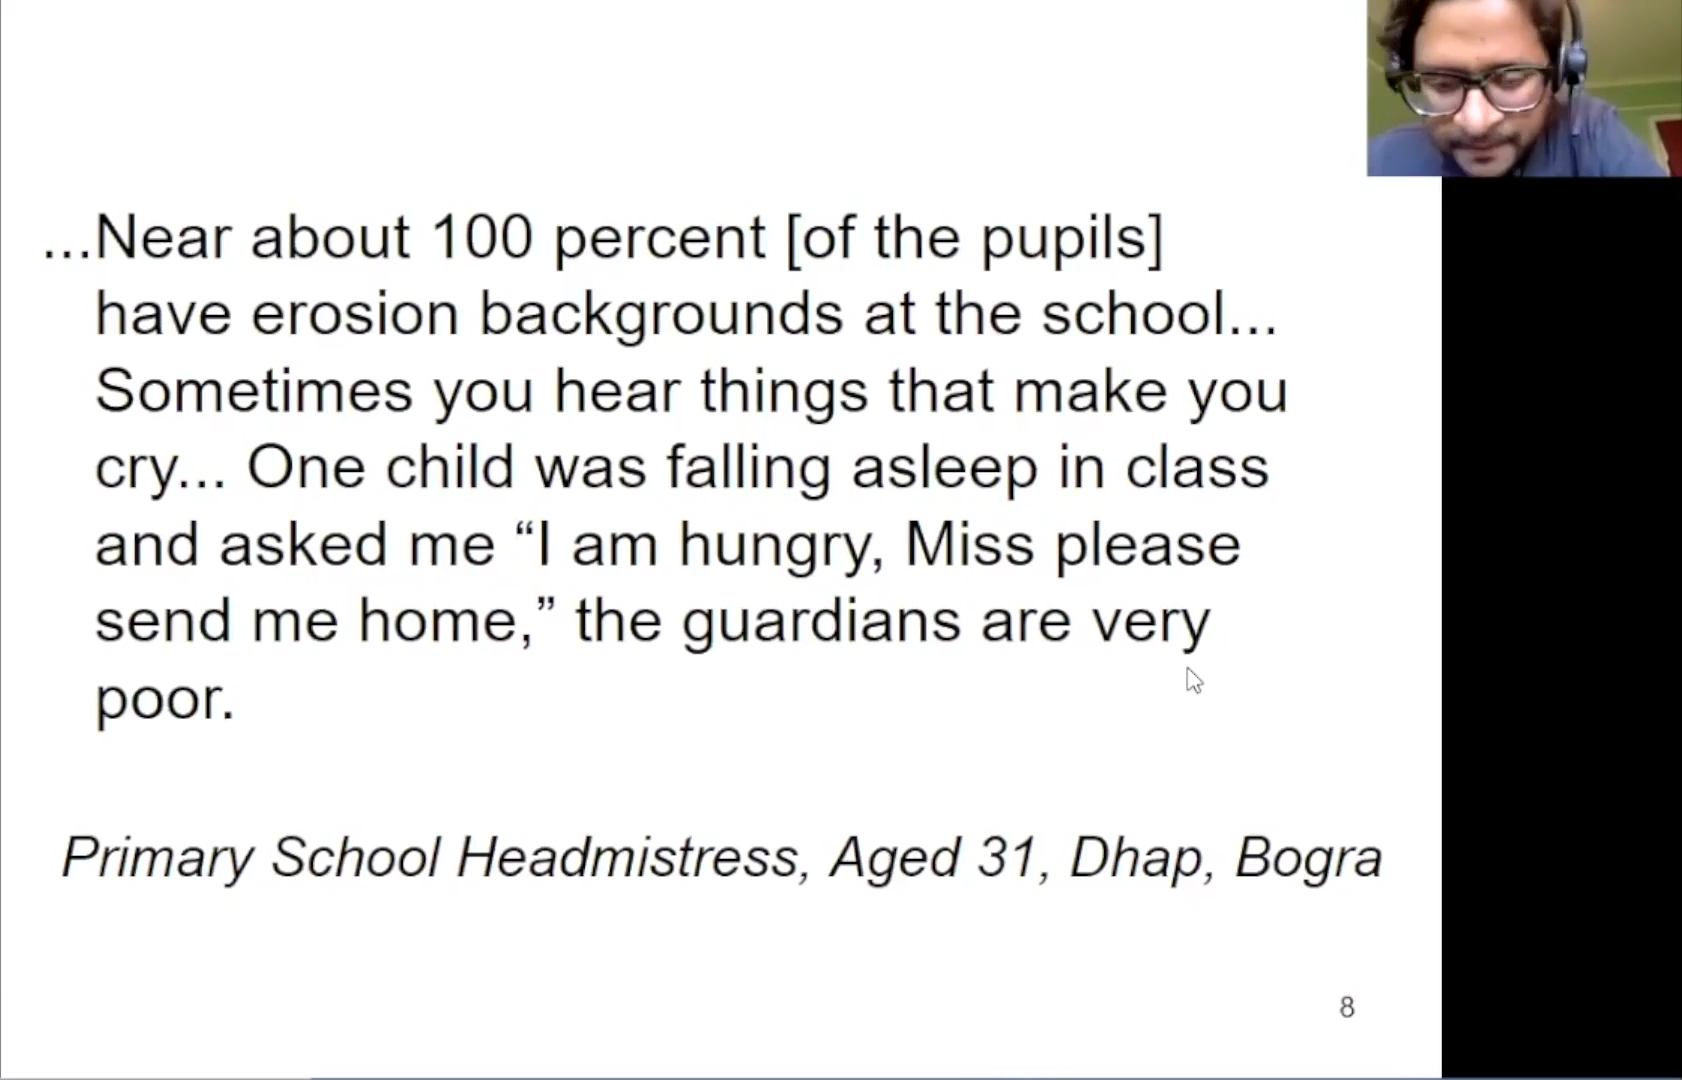 ...Near about 100 percent [of the pupils]
have erosion backgrounds at the school...
Sometimes you hear things that make you
cry... One child was falling asleep in class
and asked me “I am hungry, Miss please
send me home,” the guardians are very
poor.
Primary School Headmistress, Aged 31, Dhap, Bogra
8